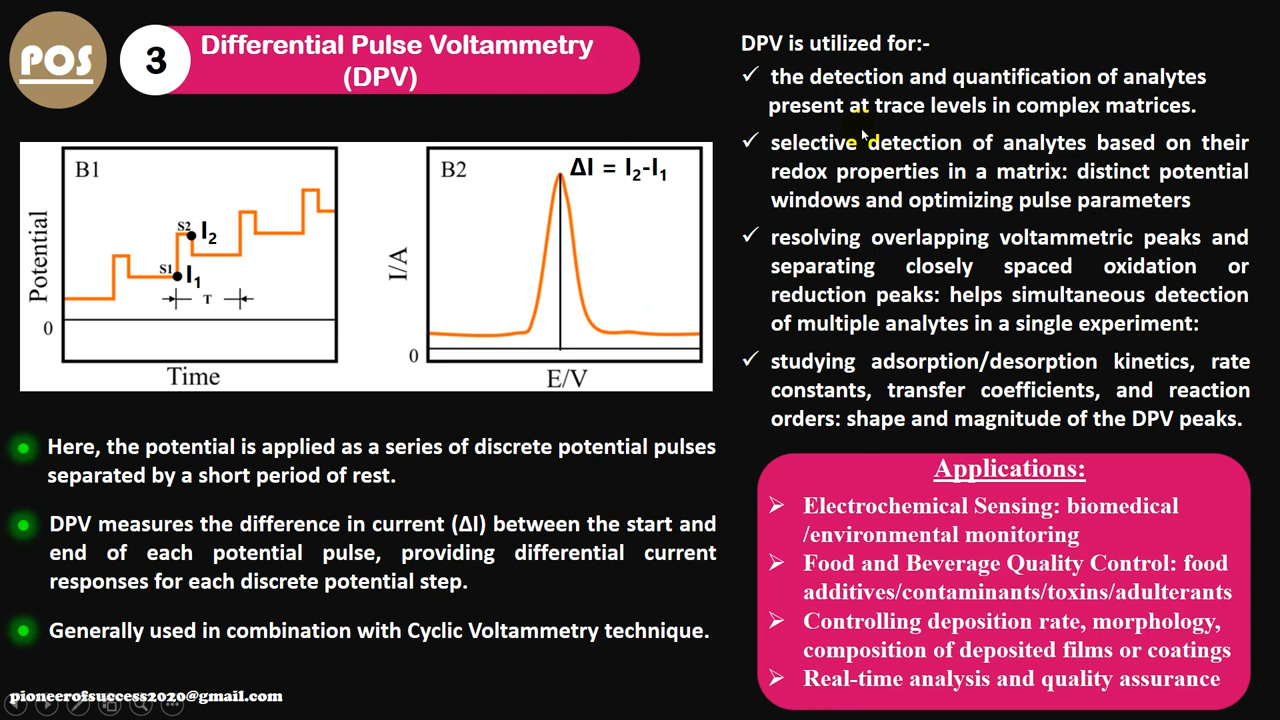 POS
3
Differential Pulse Voltammetry
(DPV)
B1
Potential
0
S1
I₁
S2
I₂
T
Time
B2
ΔI = I₂-I₁
I/A
0
E/V
Here, the potential is applied as a series of discrete potential pulses
separated by a short period of rest.
DPV measures the difference in current (ΔI) between the start and
end of each potential pulse, providing differential current
responses for each discrete potential step.
Generally used in combination with Cyclic Voltammetry technique.
pioneerofsuccess2020@gmail.com
DPV is utilized for:-
✓ the detection and quantification of analytes
present at trace levels in complex matrices.
✓ selective detection of analytes based on their
redox properties in a matrix: distinct potential
windows and optimizing pulse parameters
✓ resolving overlapping voltammetric peaks and
separating closely spaced oxidation or
reduction peaks: helps simultaneous detection
of multiple analytes in a single experiment:
✓ studying adsorption/desorption kinetics, rate
constants, transfer coefficients, and reaction
orders: shape and magnitude of the DPV peaks.
Applications:
➢ Electrochemical Sensing: biomedical
/environmental monitoring
➢ Food and Beverage Quality Control: food
additives/contaminants/toxins/adulterants
➢ Controlling deposition rate, morphology,
composition of deposited films or coatings
➢ Real-time analysis and quality assurance